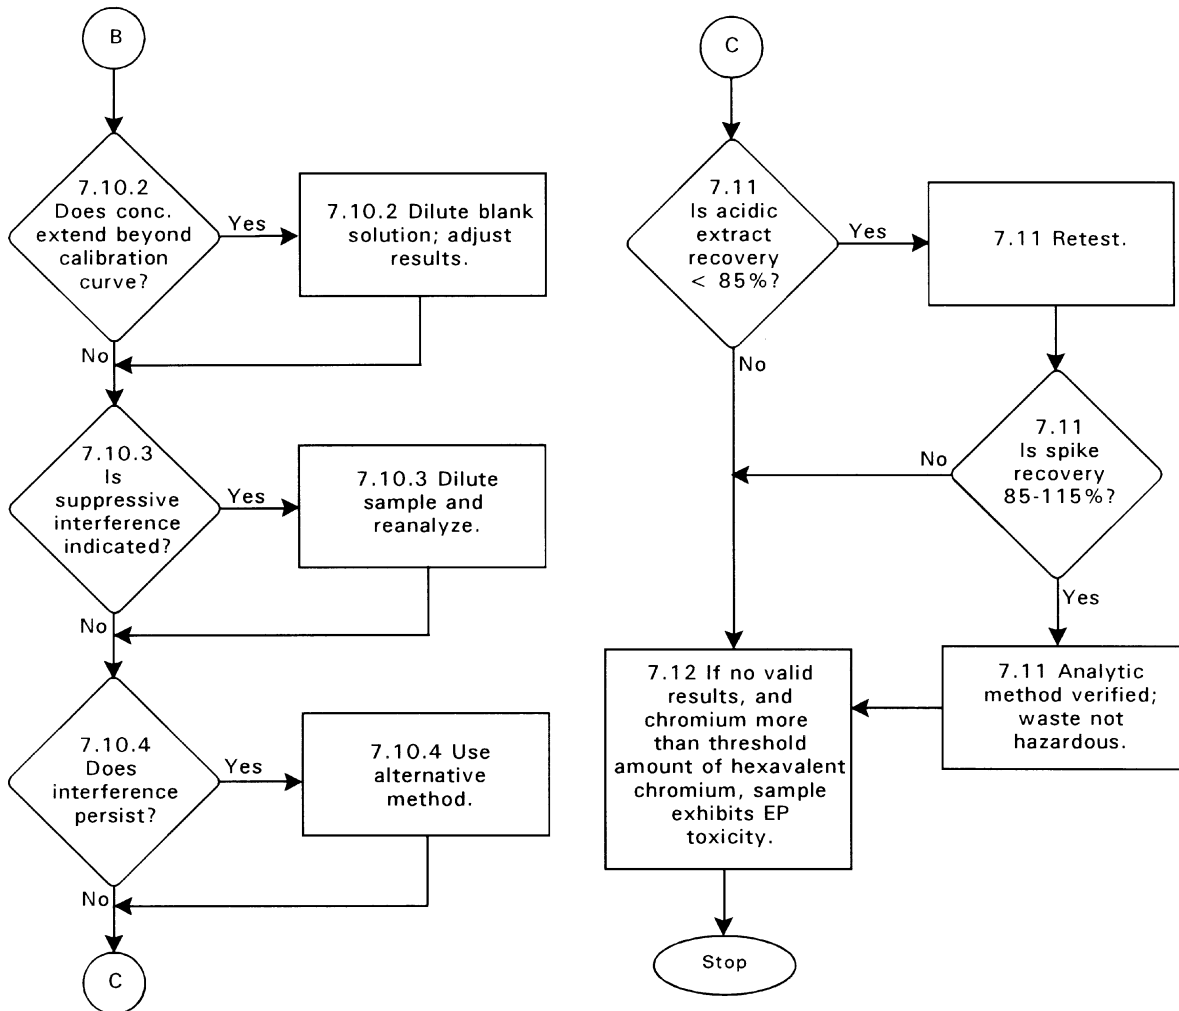 B
7.10.2
Does conc.
extend beyond
calibration
curve?
Yes
7.10.2 Dilute blank
solution; adjust
results.
No
7.10.3
Is
suppressive
interference
indicated?
Yes
7.10.3 Dilute
sample and
reanalyze.
No
7.10.4
Does
interference
persist?
Yes
7.10.4 Use
alternative
method.
No
C
C
7.11
Is acidic
extract
recovery
< 85%?
Yes
7.11 Retest.
No
7.11
Is spike
recovery
85-115%?
No
Yes
7.11 Analytic
method verified;
waste not
hazardous.
7.12 If no valid
results, and
chromium more
than threshold
amount of hexavalent
chromium, sample
exhibits EP
toxicity.
Stop